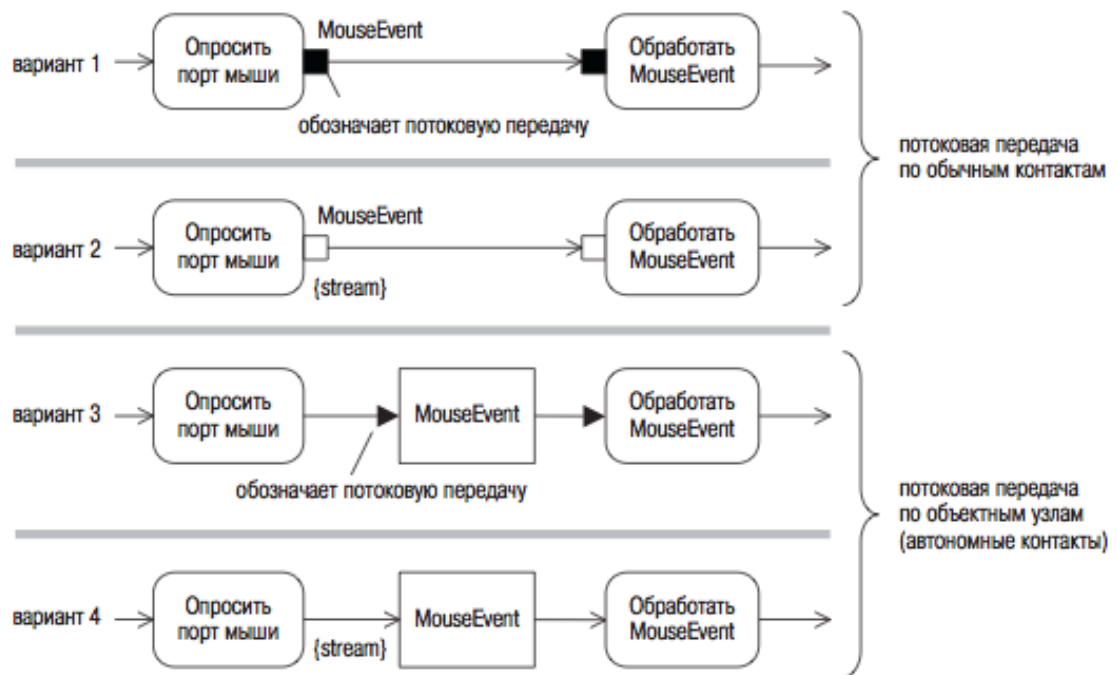 вариант 1
Опросить
порт мыши
MouseEvent
Обработать
MouseEvent
обозначает потоковую передачу
потоковая передача
по обычным контактам
вариант 2
Опросить
порт мыши
MouseEvent
{stream}
Обработать
MouseEvent
вариант 3
Опросить
порт мыши
MouseEvent
Обработать
MouseEvent
обозначает потоковую передачу
потоковая передача
по объектным узлам
(автономные контакты)
вариант 4
Опросить
порт мыши
{stream}
MouseEvent
Обработать
MouseEvent